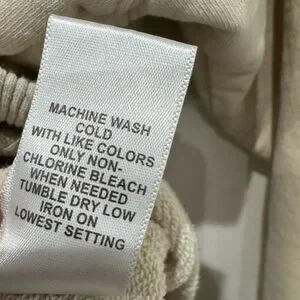 MACHINE WASH
COLD
WITH LIKE COLORS
ONLY NON-
CHLORINE BLEACH
WHEN NEEDED
TUMBLE DRY LOW
IRON ON
LOWEST SETTING